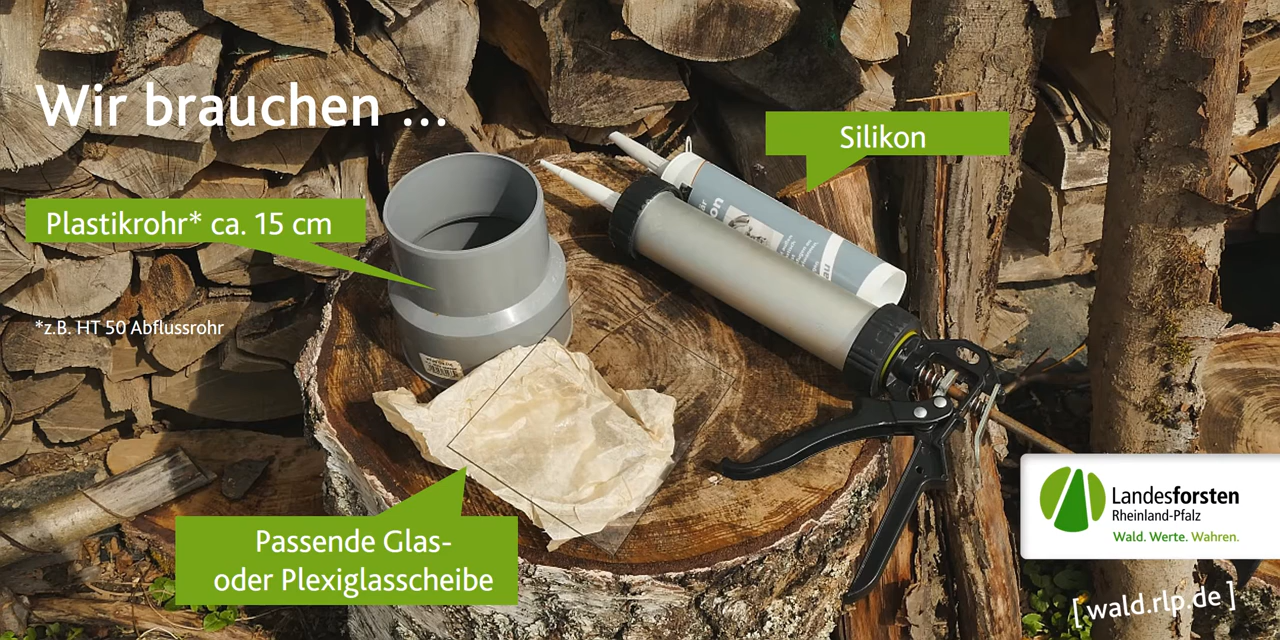 Wir brauchen ...
Silikon
Plastikrohr* ca. 15 cm
*z.B. HT 50 Abflussrohr
Passende Glas-
oder Plexiglasscheibe
Landesforsten
Rheinland-Pfalz
Wald. Werte. Wahren.
[wald.rlp.de]